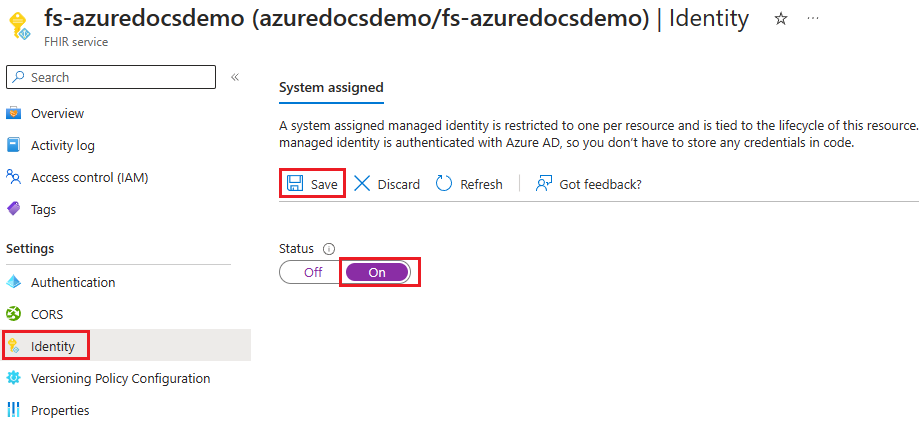 fs-azuredocsdemo (azuredocsdemo/fs-azuredocsdemo) | Identity ☆ ···
FHIR service
Search «
Overview
Activity log
Access control (IAM)
Tags
Settings
Authentication
CORS
Identity
Versioning Policy Configuration
Properties
System assigned
A system assigned managed identity is restricted to one per resource and is tied to the lifecycle of this resource.
managed identity is authenticated with Azure AD, so you don't have to store any credentials in code.
Save Discard Refresh Got feedback?
Status
Off On